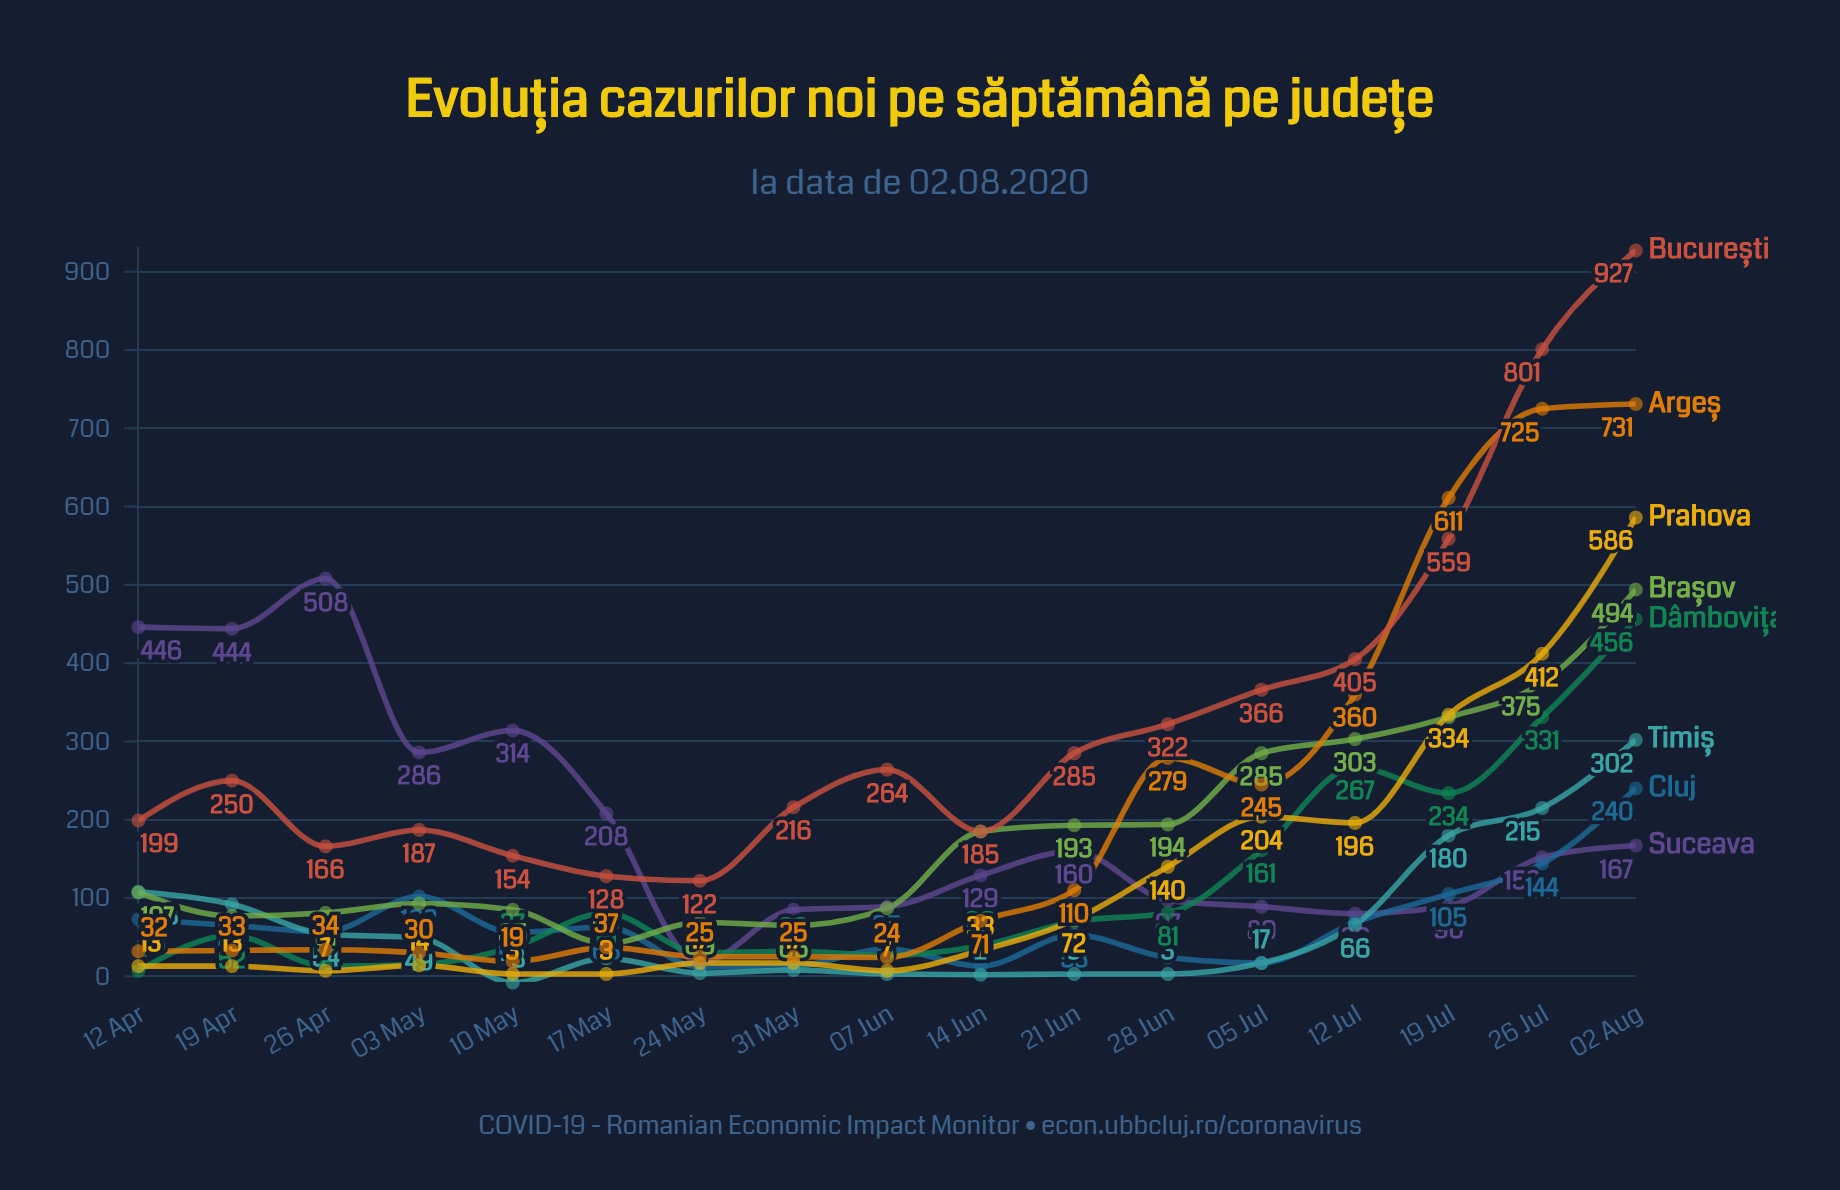 Evoluția cazurilor noi pe săptămână pe județe
la data de 02.08.2020
900
800
700
600
500
400
300
200
100
0
București
927
801
Argeș
725
731
Prahova
586
611
559
Brașov
494
Dâmbovița
456
508
446
444
412
405
375
366
360
334
331
322
314
Timiș
302
303
286
285
285
279
267
264
250
245
Cluj
240
234
216
215
208
204
199
196
194
193
187
185
Suceava
180
167
166
161
160
154
144
140
129
128
122
110
105
81
72
71
66
37
34
33
32
30
25
25
24
19
17
3
3
12 Apr
19 Apr
26 Apr
03 May
10 May
17 May
24 May
31 May
07 Jun
14 Jun
21 Jun
28 Jun
05 Jul
12 Jul
19 Jul
26 Jul
02 Aug
COVID-19 - Romanian Economic Impact Monitor • econ.ubbcluj.ro/coronavirus